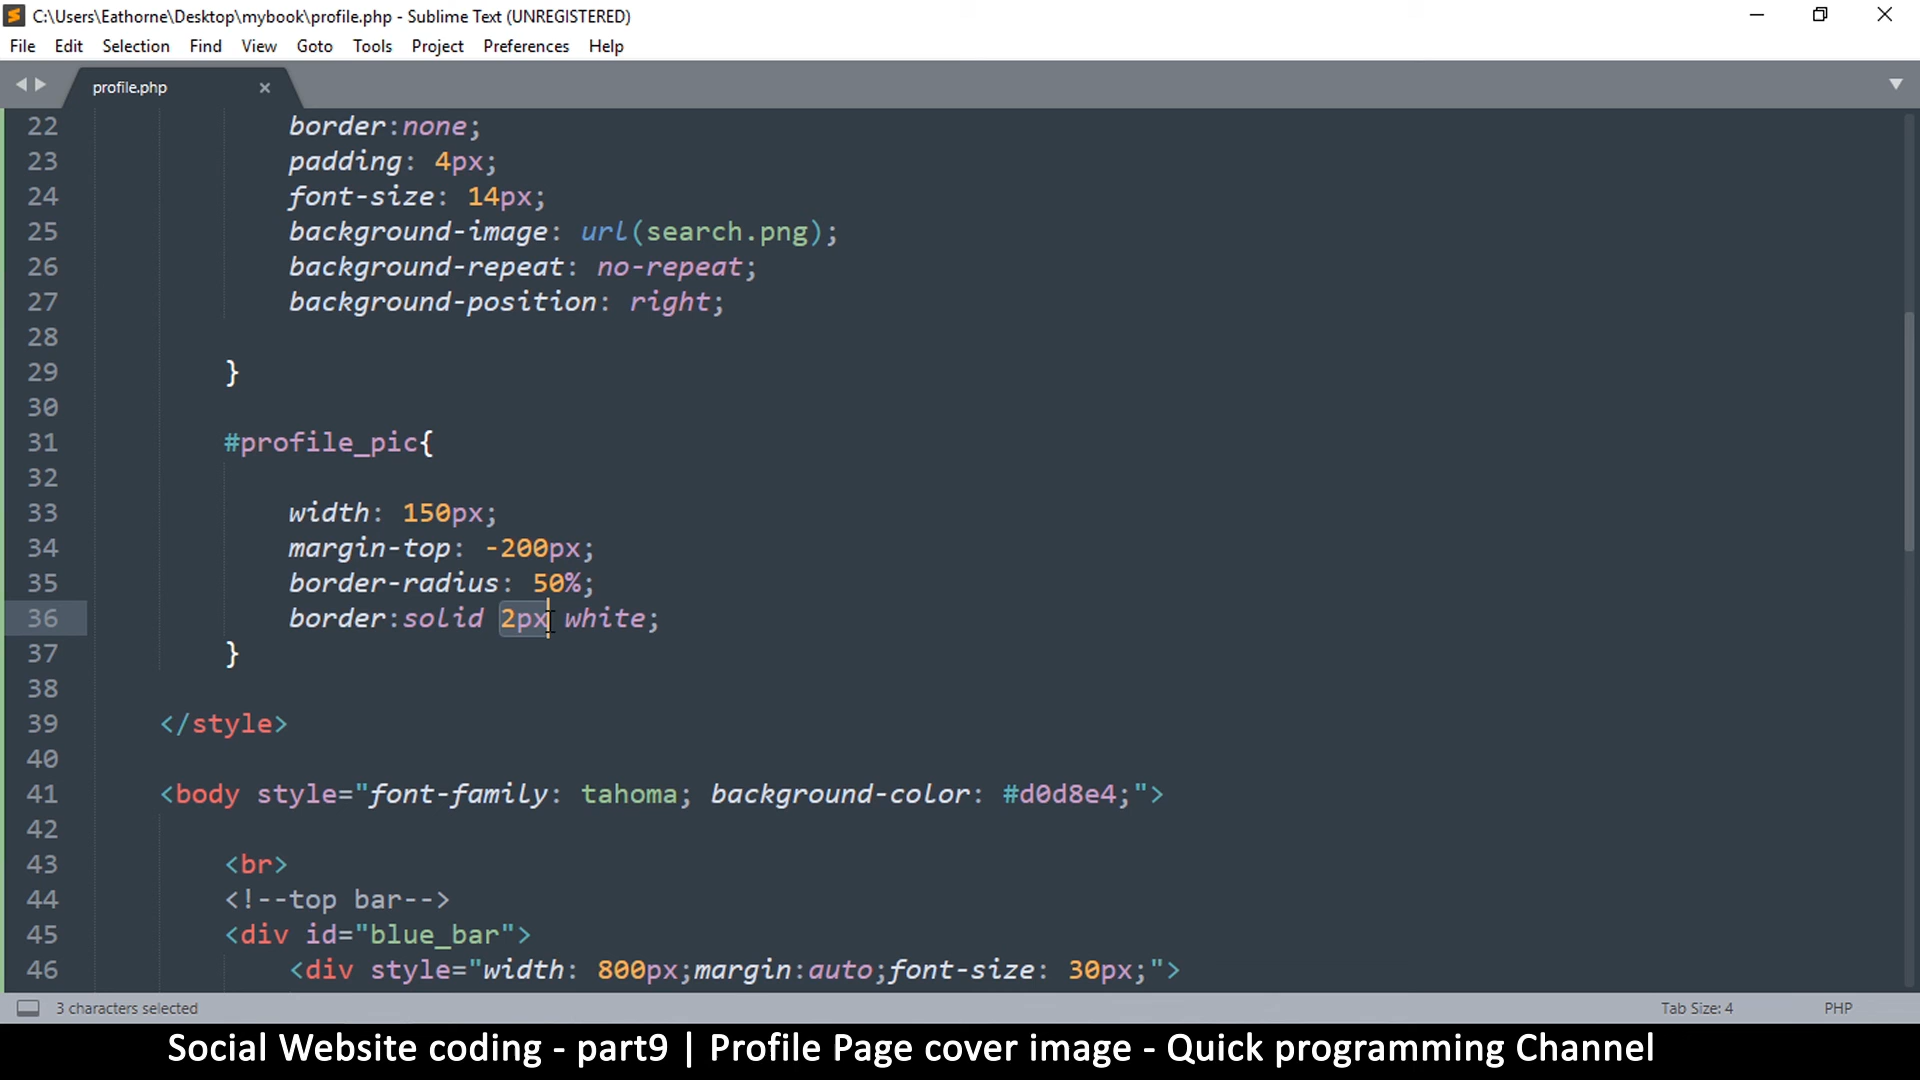 C:\Users\Eathorne\Desktop\mybook\profile.php - Sublime Text (UNREGISTERED)
File Edit Selection Find View Goto Tools Project Preferences Help
profile.php
22 border:none;
23 padding: 4px;
24 font-size: 14px;
25 background-image: url(search.png);
26 background-repeat: no-repeat;
27 background-position: right;
28
29 }
30
31 #profile_pic{
32
33 width: 150px;
34 margin-top: -200px;
35 border-radius: 50%;
36 border:solid 2px white;
37 }
38
39 </style>
40
41 <body style="font-family: tahoma; background-color: #d0d8e4;">
42
43 <br>
44 <!--top bar-->
45 <div id="blue_bar">
46 <div style="width: 800px;margin:auto;font-size: 30px;">
3 characters selected Tab Size: 4 PHP
Social Website coding - part9 | Profile Page cover image - Quick programming Channel